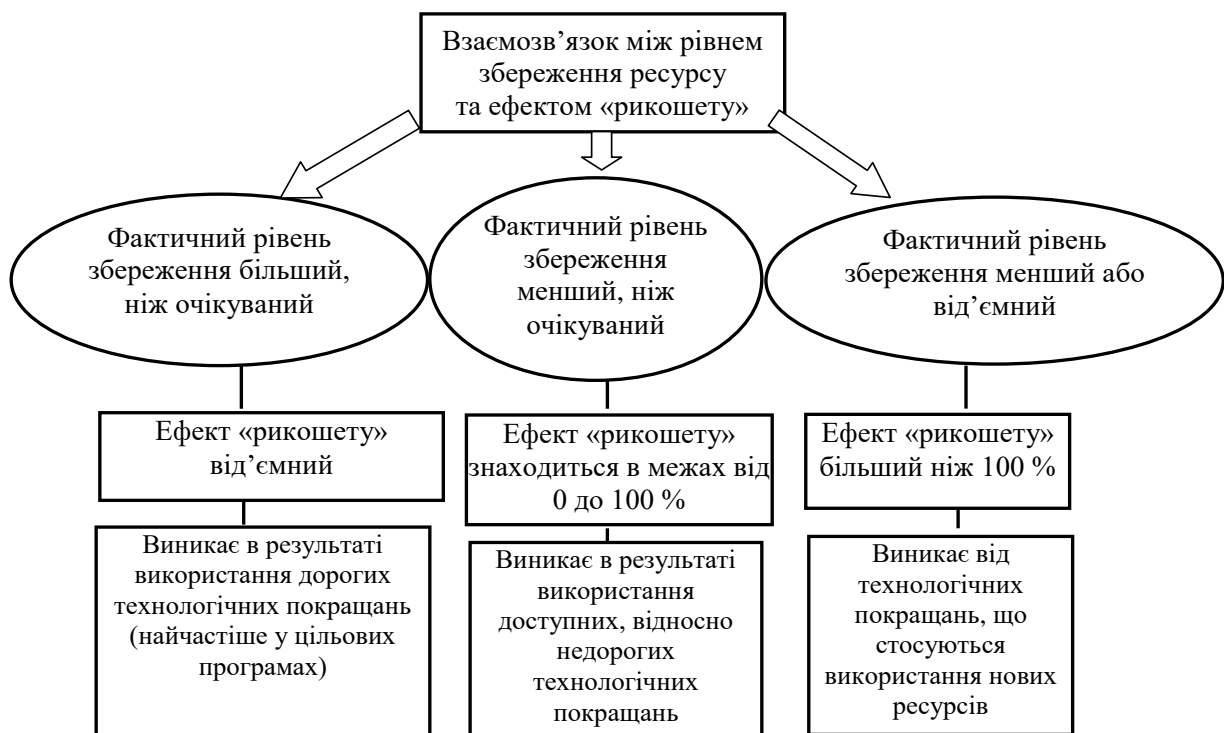 Взаємозв’язок між рівнем
збереження ресурсу
та ефектом «рикошету»
Фактичний рівень
збереження більший,
ніж очікуваний
Фактичний рівень
збереження
менший, ніж
очікуваний
Фактичний рівень
збереження менший або
від’ємний
Ефект «рикошету»
від’ємний
Ефект «рикошету»
знаходиться в межах від
0 до 100 %
Ефект «рикошету»
більший ніж 100 %
Виникає в результаті
використання дорогих
технологічних покращань
(найчастіше у цільових
програмах)
Виникає в результаті
використання
доступних, відносно
недорогих
технологічних
покращань
Виникає від
технологічних
покращань, що
стосуються
використання нових
ресурсів